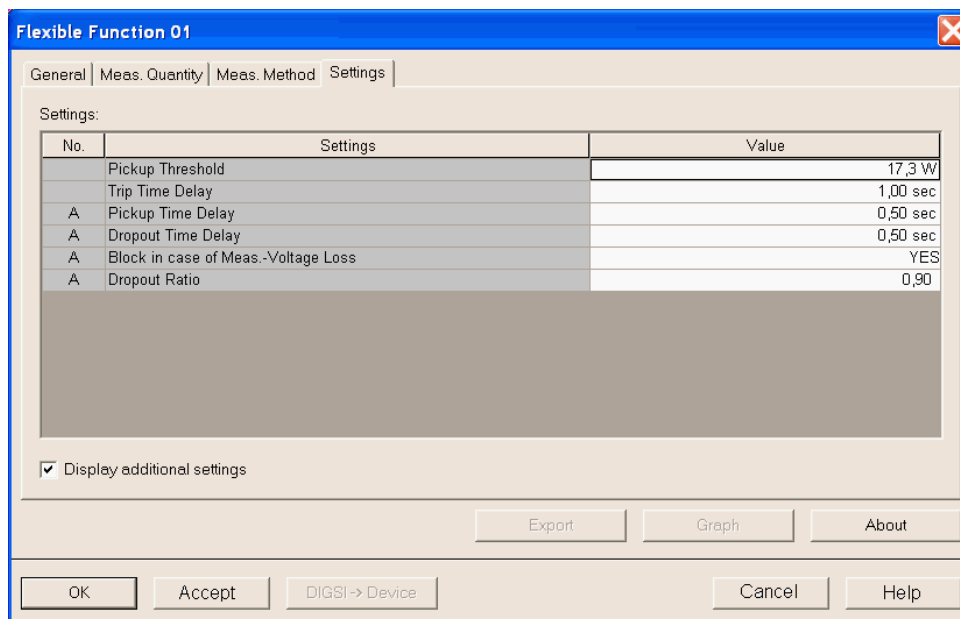 Flexible Function 01
General Meas. Quantity Meas. Method Settings
Settings:
No. Settings Value
Pickup Threshold 17,3 W
Trip Time Delay 1,00 sec
A Pickup Time Delay 0,50 sec
A Dropout Time Delay 0,50 sec
A Block in case of Meas.-Voltage Loss YES
A Dropout Ratio 0,90
Display additional settings
Export Graph About
OK Accept DIGSI -> Device Cancel Help